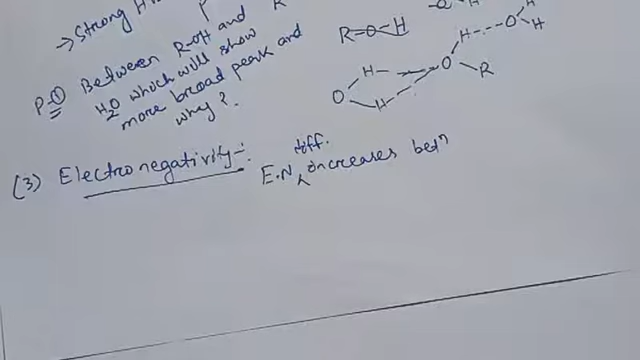 → Strong H
P-① Between R-OH and
H2O which will show
more broad peak and
why?
R-O-H
H O H
H O R
O H
(3) Electronegativity:-
diff.
E.N ^ increases betn